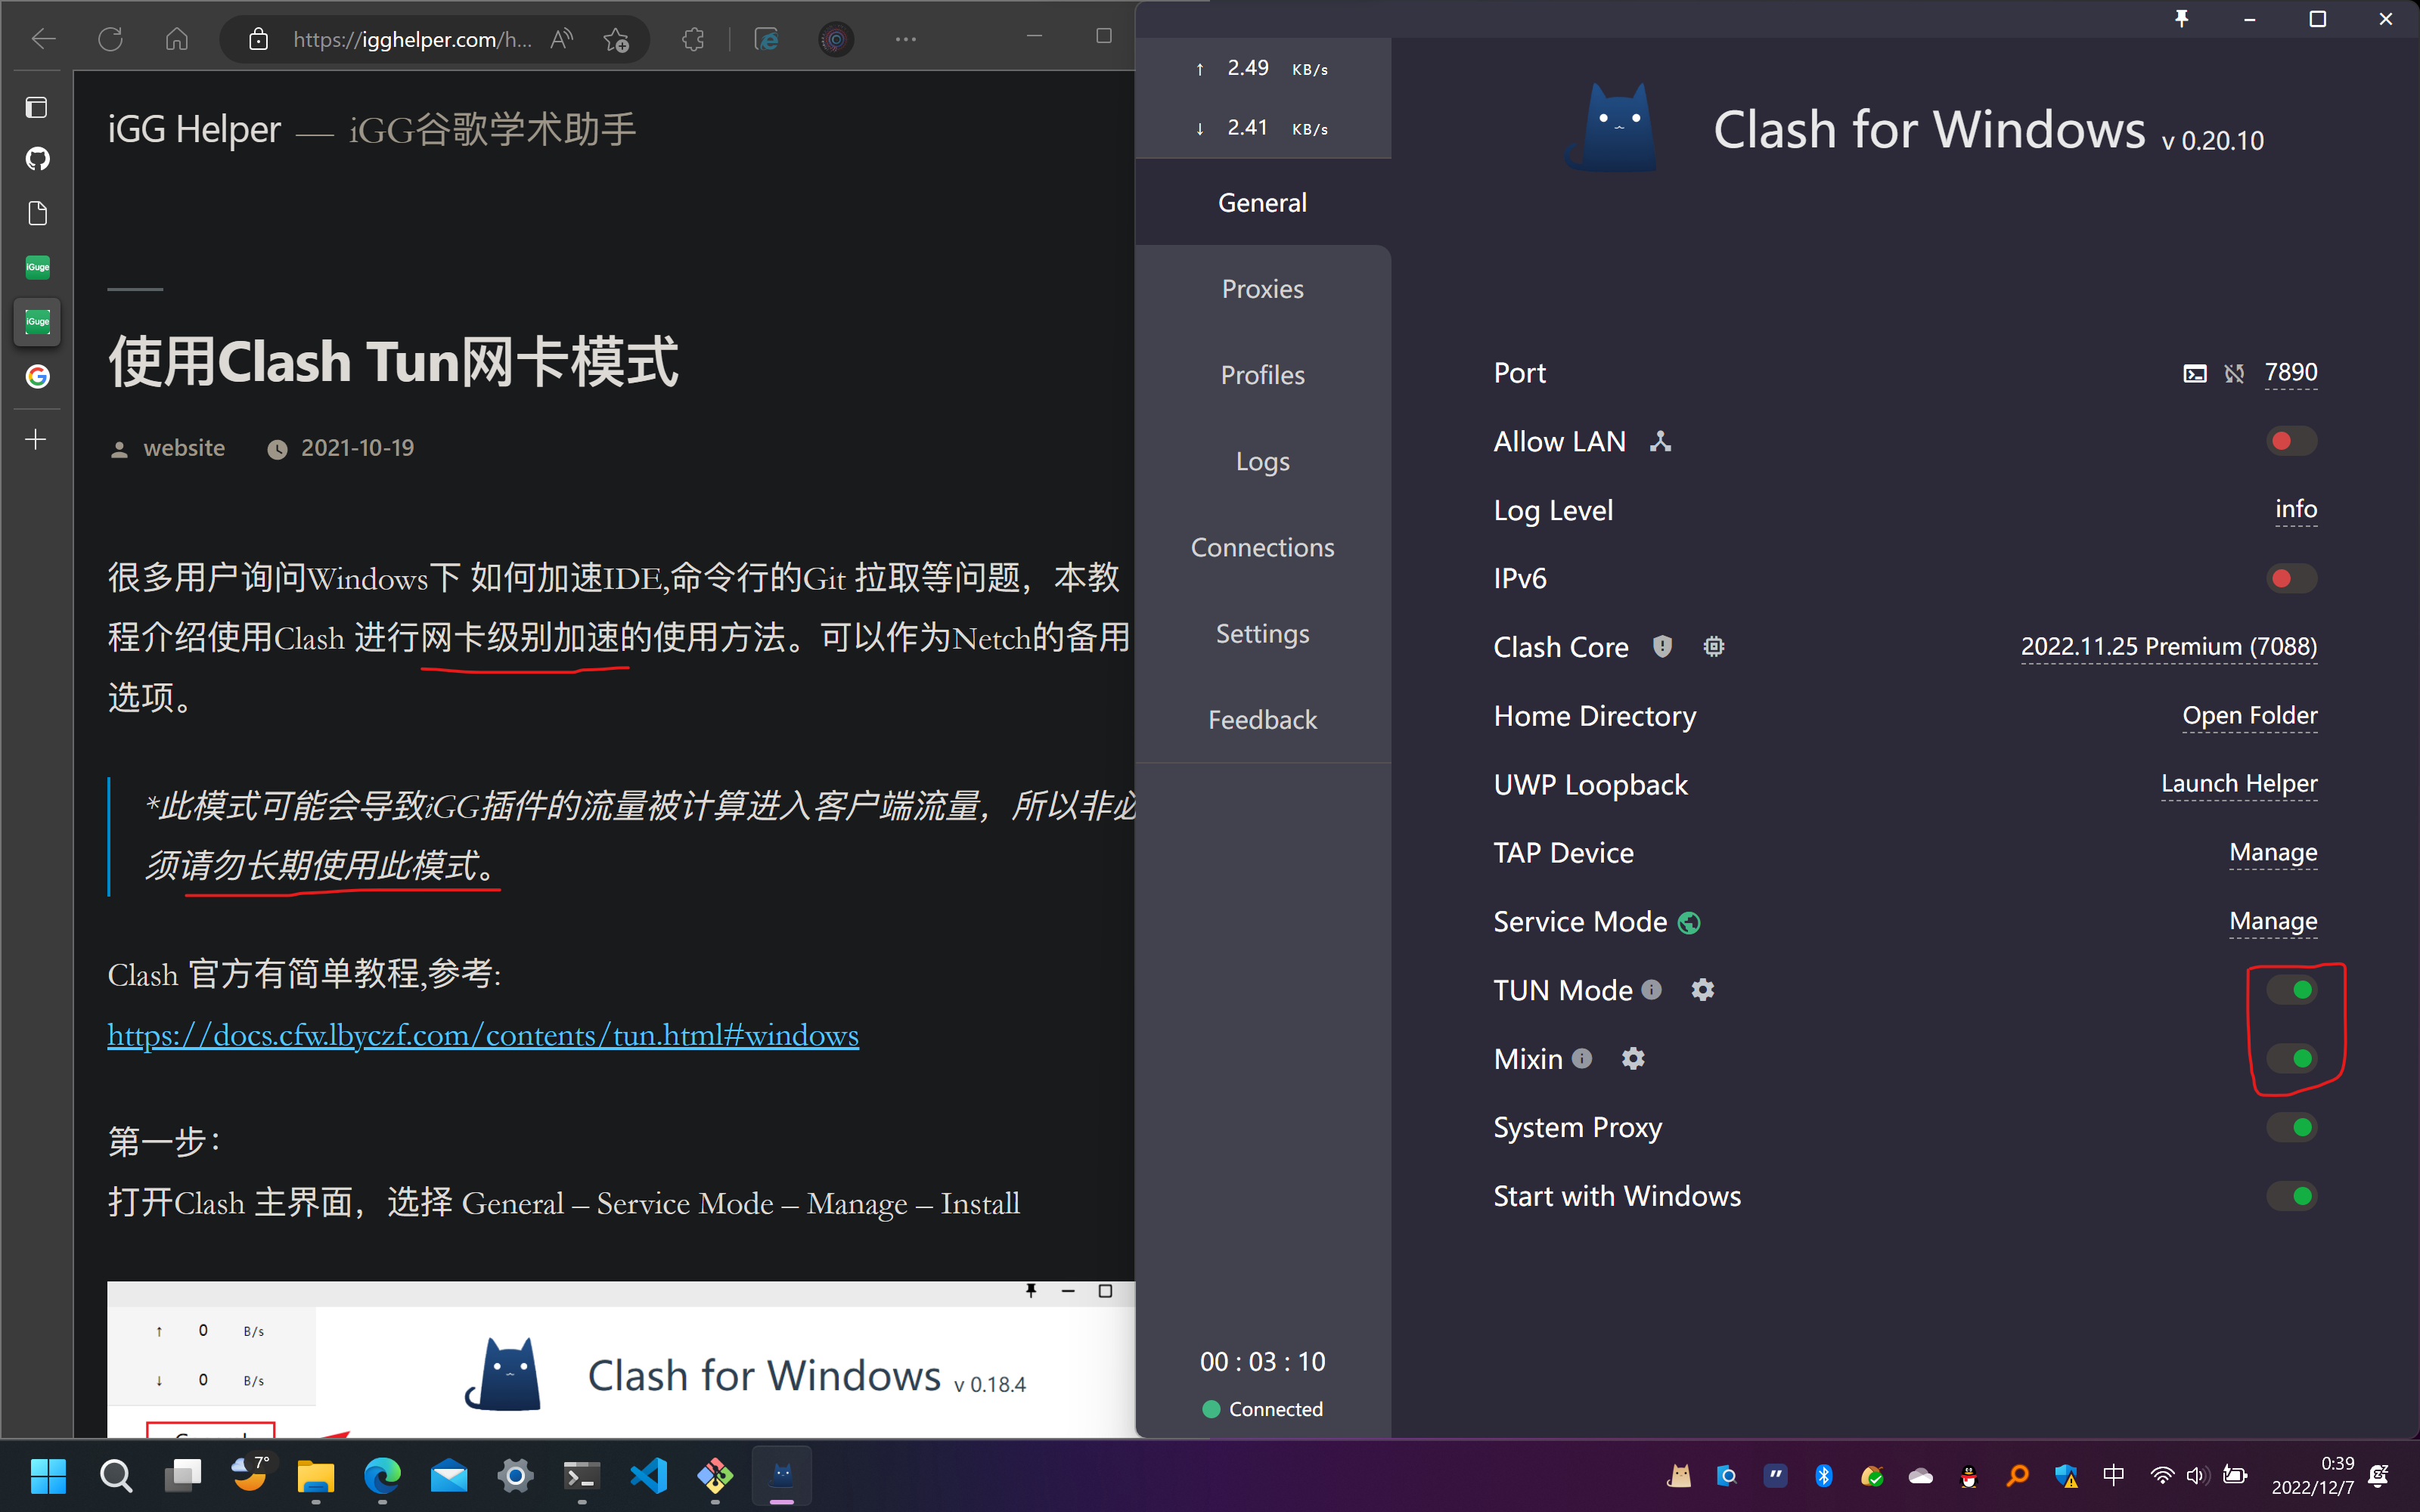 https://igghelper.com/h...
iGG Helper — iGG谷歌学术助手
iGuge
iGuge
使用Clash Tun网卡模式
website 2021-10-19
很多用户询问Windows下 如何加速IDE,命令行的Git 拉取等问题，本教
程介绍使用Clash 进行网卡级别加速的使用方法。可以作为Netch的备用
选项。
*此模式可能会导致iGG插件的流量被计算进入客户端流量，所以非必
须请勿长期使用此模式。
Clash 官方有简单教程,参考:
https://docs.cfw.lbyczf.com/contents/tun.html#windows
第一步：
打开Clash 主界面，选择 General – Service Mode – Manage – Install
↑ 0 B/s
↓ 0 B/s
Clash for Windows v 0.18.4
↑ 2.49 KB/s
↓ 2.41 KB/s
General
Proxies
Profiles
Logs
Connections
Settings
Feedback
00 : 03 : 10
Connected
Clash for Windows v 0.20.10
Port 7890
Allow LAN
Log Level info
IPv6
Clash Core 2022.11.25 Premium (7088)
Home Directory Open Folder
UWP Loopback Launch Helper
TAP Device Manage
Service Mode Manage
TUN Mode
Mixin
System Proxy
Start with Windows
7°
中
0:39
2022/12/7